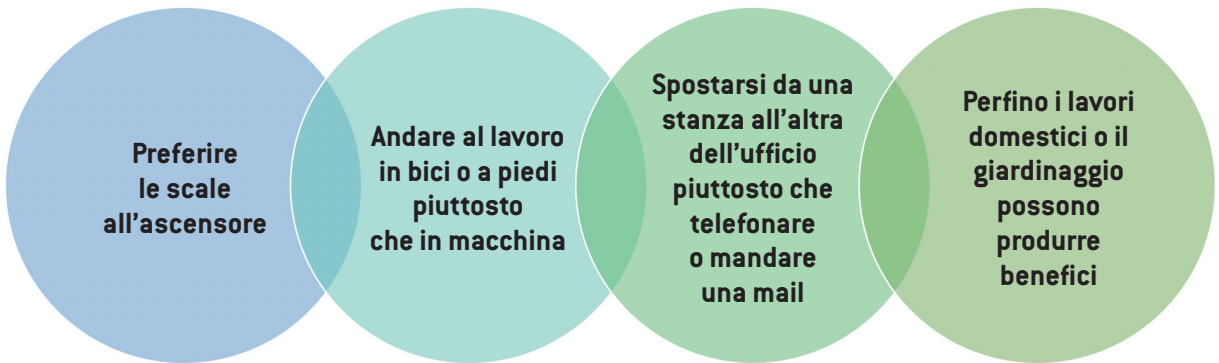 Preferire
le scale
all'ascensore
Andare al lavoro
in bici o a piedi
piuttosto
che in macchina
Spostarsi da una
stanza all'altra
dell'ufficio
piuttosto che
telefonare
o mandare
una mail
Perfino i lavori
domestici o il
giardinaggio
possono
produrre
benefici